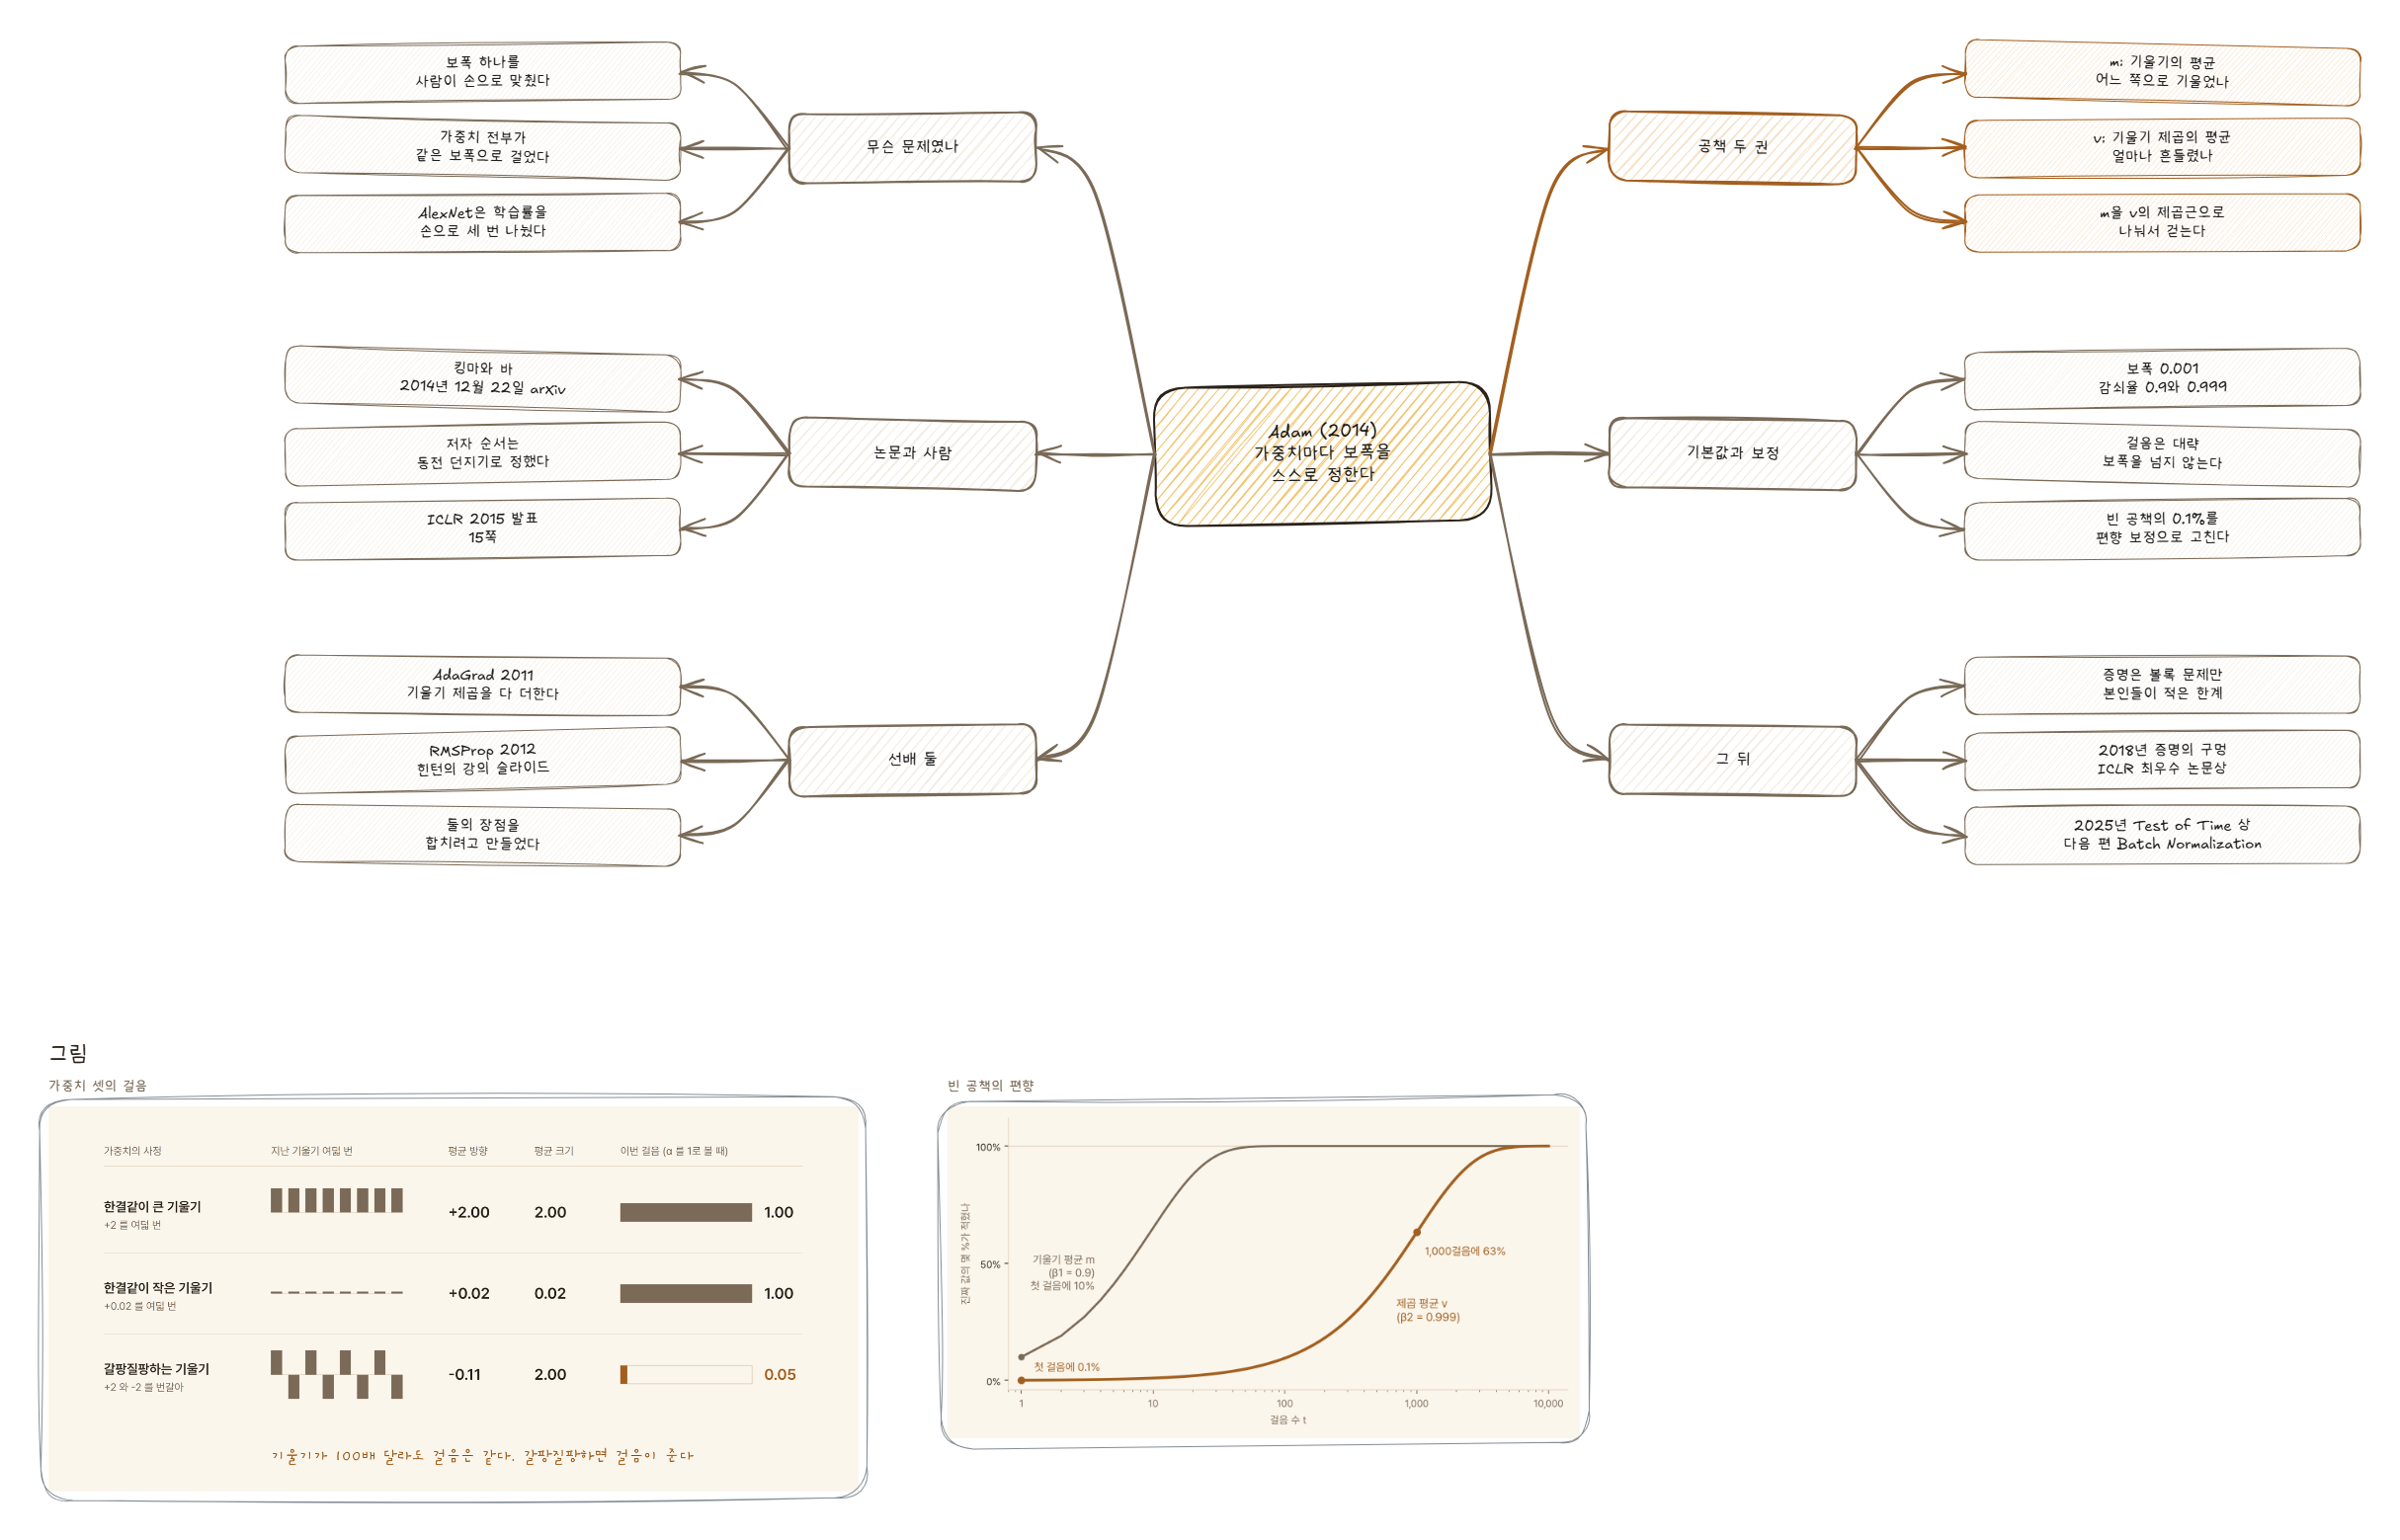 보폭 하나를
사람이 손으로 맞췄다
가중치 전부가
같은 보폭으로 걸었다
AlexNet은 학습률을
손으로 세 번 나눴다
무슨 문제였나
킹마와 바
2014년 12월 22일 arXiv
저자 순서는
동전 던지기로 정했다
ICLR 2015 발표
15쪽
논문과 사람
AdaGrad 2011
기울기 제곱을 다 더한다
RMSProp 2012
힌턴의 강의 슬라이드
둘의 장점을
합치려고 만들었다
선배 둘
Adam (2014)
가중치마다 보폭을
스스로 정한다
공책 두 권
m: 기울기의 평균
어느 쪽으로 기울었나
v: 기울기 제곱의 평균
얼마나 흔들렸나
m을 v의 제곱근으로
나눠서 걷는다
기본값과 보정
보폭 0.001
감쇠율 0.9와 0.999
걸음은 대략
보폭을 넘지 않는다
빈 공책의 0.1%를
편향 보정으로 고친다
그 뒤
증명은 볼록 문제만
본인들이 적은 한계
2018년 증명의 구멍
ICLR 최우수 논문상
2025년 Test of Time 상
다음 편 Batch Normalization
그림
가중치 셋의 걸음
가중치의 사정 지난 기울기 여덟 번 평균 방향 평균 크기 이번 걸음 (α 를 1로 볼 때)
한결같이 큰 기울기 +2.00 2.00 1.00
+2 를 여덟 번
한결같이 작은 기울기 +0.02 0.02 1.00
+0.02 를 여덟 번
갈팡질팡하는 기울기 -0.11 2.00 0.05
+2 와 -2 를 번갈아
기울기가 100배 달라도 걸음은 같다. 갈팡질팡하면 걸음이 준다
빈 공책의 편향
진짜 값의 몇 %가 적혔나
100%
50%
0%
기울기 평균 m
(β1 = 0.9)
첫 걸음에 10%
첫 걸음에 0.1%
1,000걸음에 63%
제곱 평균 v
(β2 = 0.999)
1 10 100 1,000 10,000
걸음 수 t